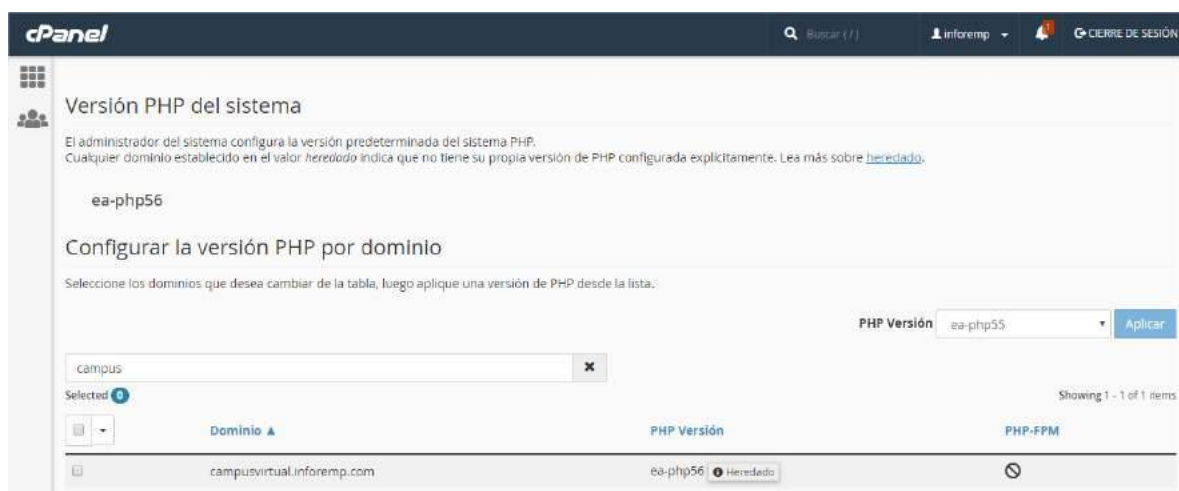 cPanel
Buscar ( / )
inforemp
1
CIERRE DE SESIÓN
Versión PHP del sistema
El administrador del sistema configura la versión predeterminada del sistema PHP.
Cualquier dominio establecido en el valor heredado indica que no tiene su propia versión de PHP configurada explícitamente. Lea más sobre heredado.
ea-php56
Configurar la versión PHP por dominio
Seleccione los dominios que desea cambiar de la tabla, luego aplique una versión de PHP desde la lista.
PHP Versión ea-php55 Aplicar
campus
Selected 0
Showing 1 - 1 of 1 items
Dominio PHP Versión PHP-FPM
campusvirtual.inforemp.com ea-php56 Heredado